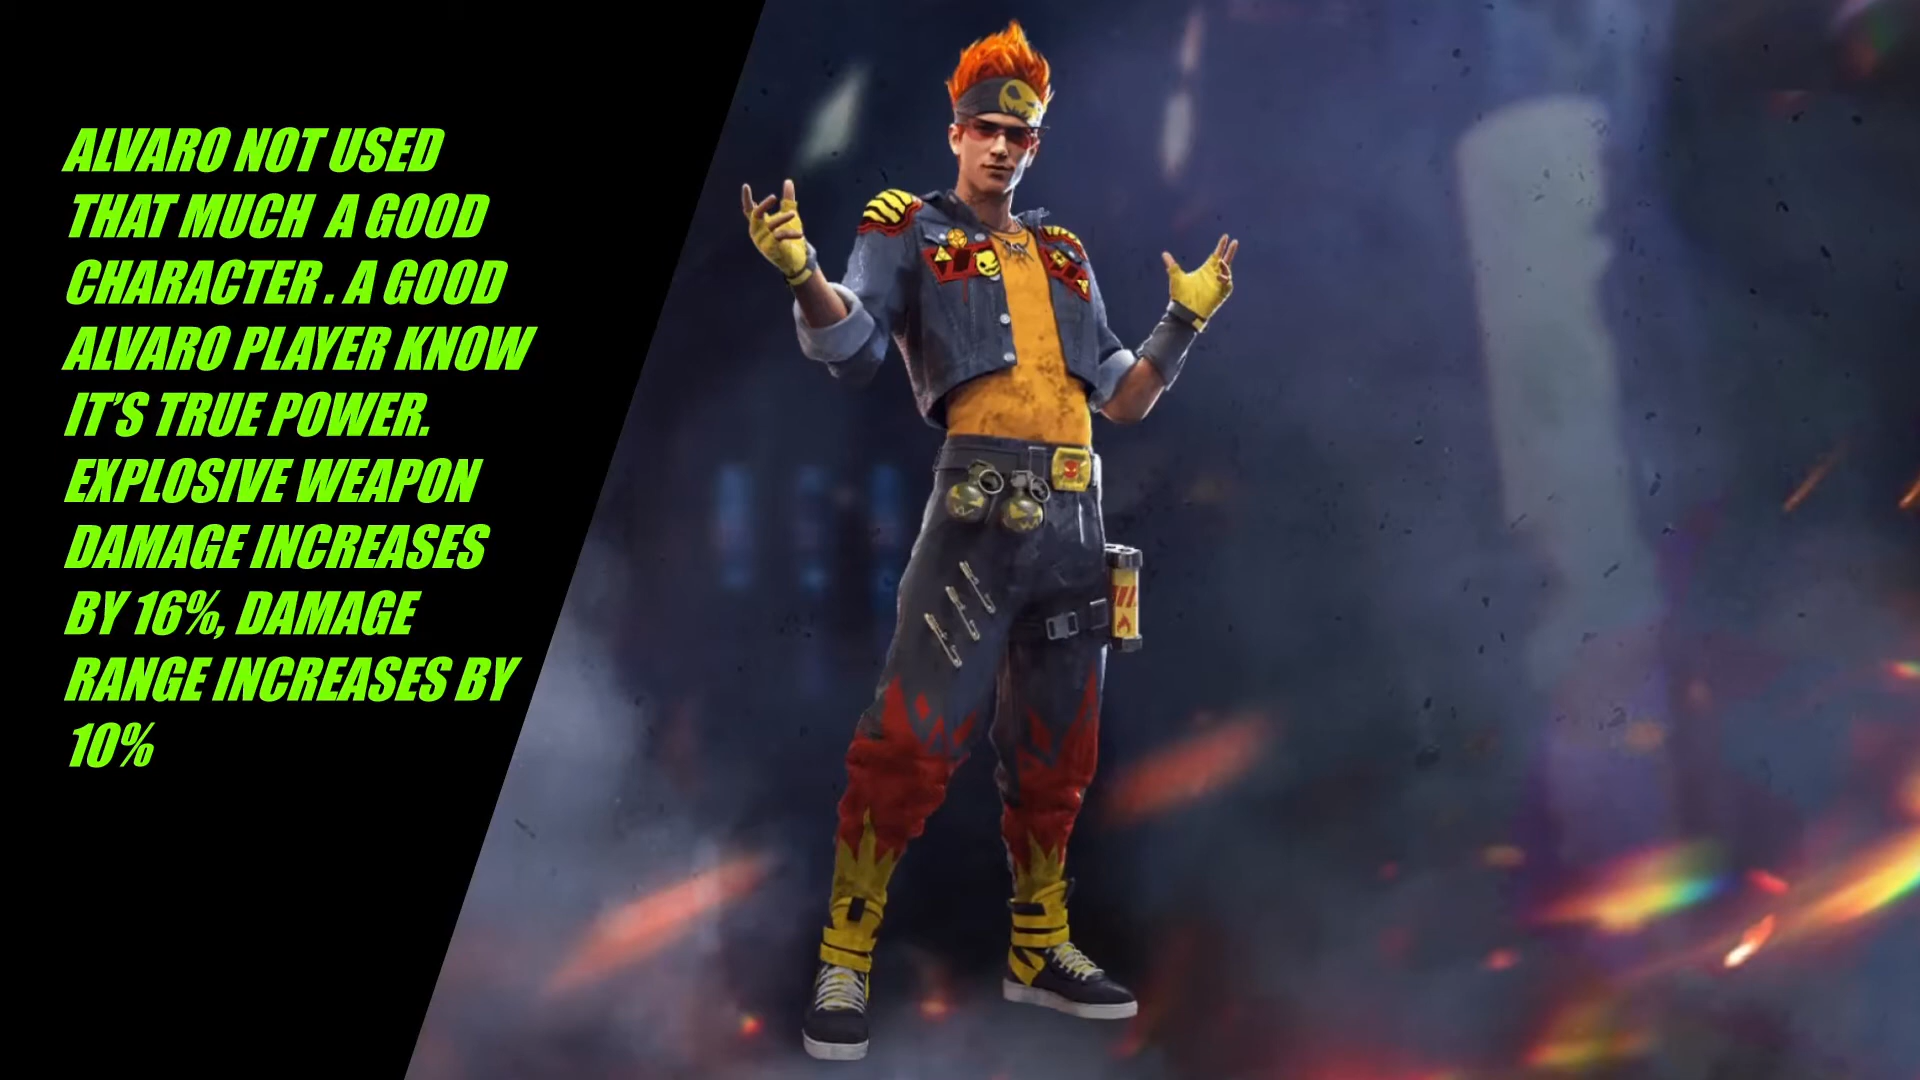 ALVARO NOT USED
THAT MUCH  A GOOD
CHARACTER . A GOOD
ALVARO PLAYER KNOW
IT’S TRUE POWER.
EXPLOSIVE WEAPON
DAMAGE INCREASES
BY 16%, DAMAGE
RANGE INCREASES BY
10%